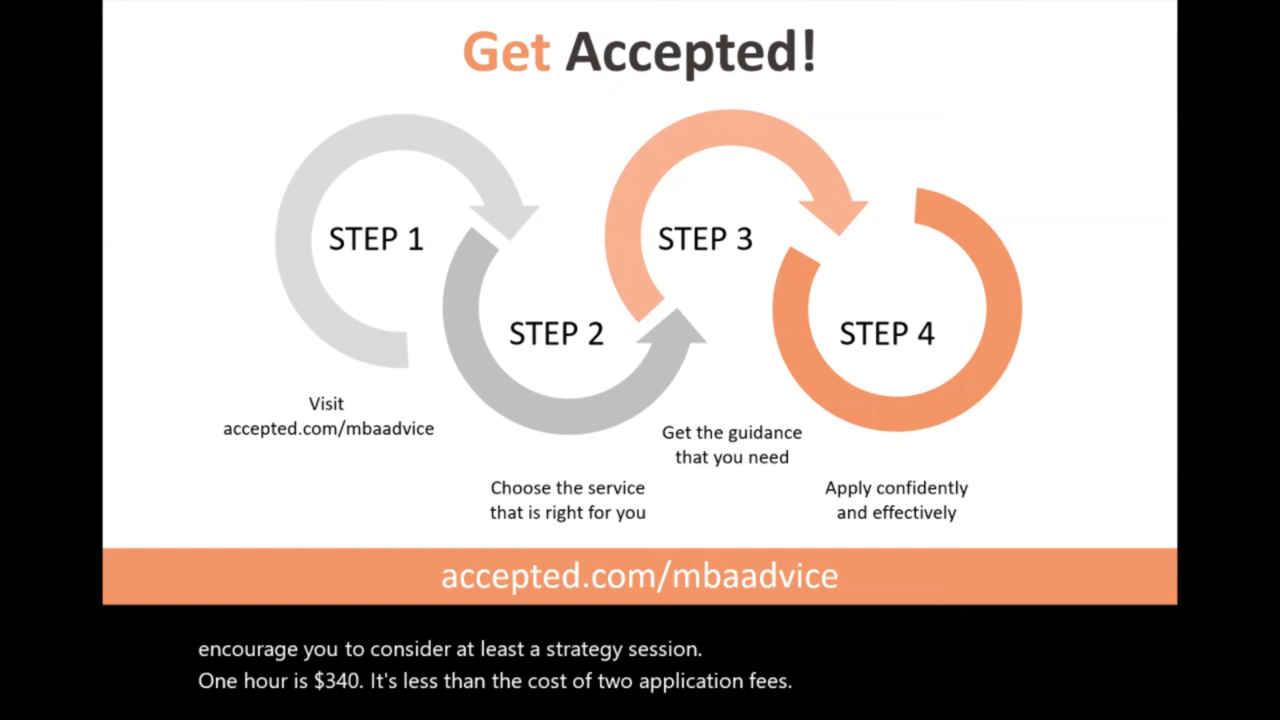 Get Accepted!
STEP 1
Visit
accepted.com/mbaadvice
STEP 2
Choose the service
that is right for you
STEP 3
Get the guidance
that you need
STEP 4
Apply confidently
and effectively
accepted.com/mbaadvice
encourage you to consider at least a strategy session.
One hour is $340. It's less than the cost of two application fees.